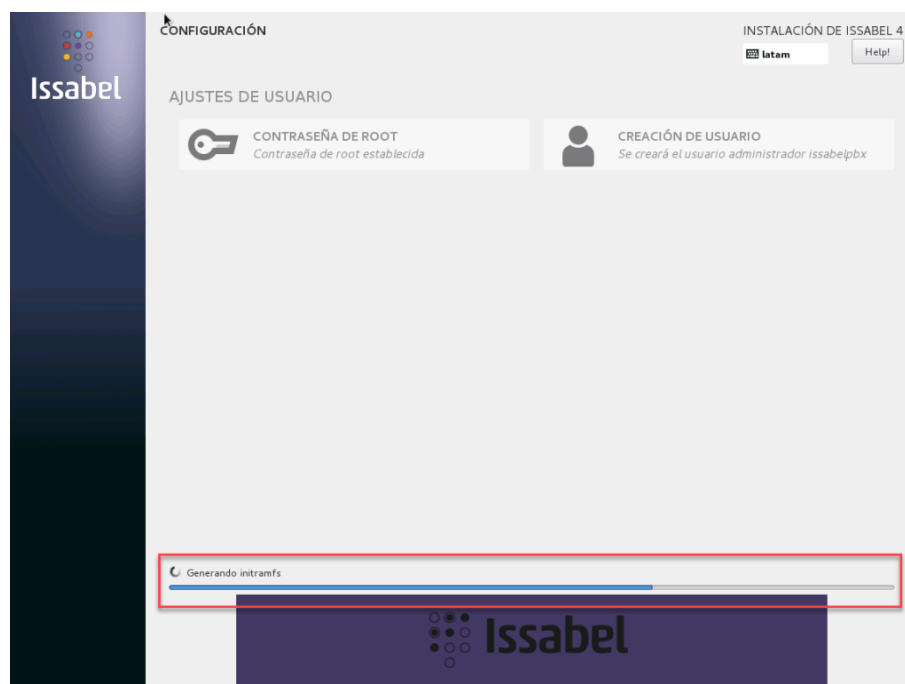 CONFIGURACIÓN
INSTALACIÓN DE ISSABEL 4
latam
Help!
Issabel
AJUSTES DE USUARIO
CONTRASEÑA DE ROOT
Contraseña de root establecida
CREACIÓN DE USUARIO
Se creará el usuario administrador issabelpbx
Generando initramfs
Issabel